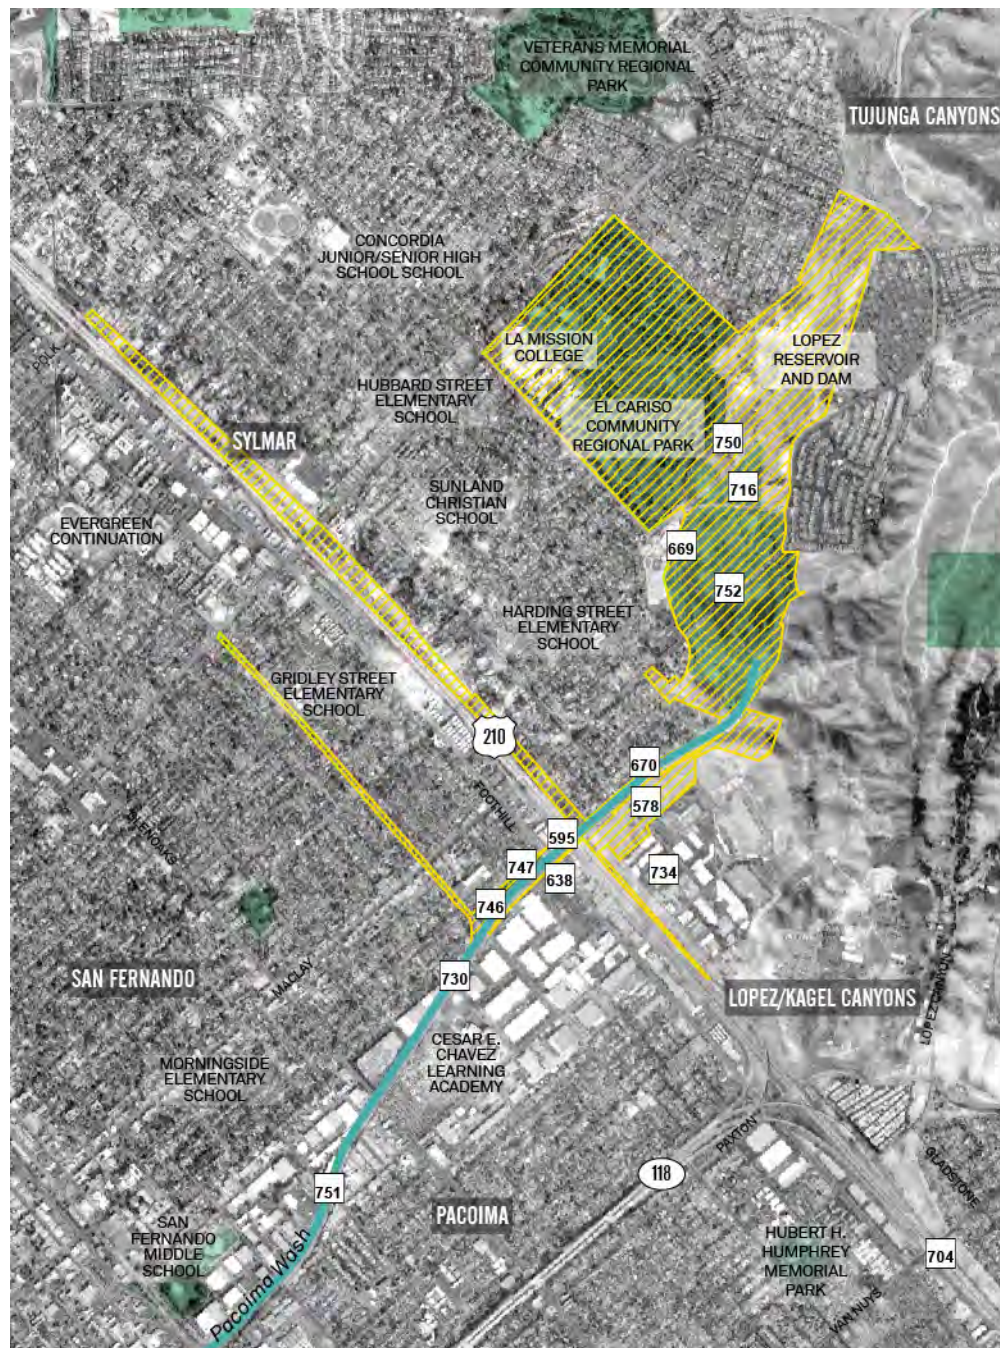 VETERANS MEMORIAL
COMMUNITY REGIONAL
PARK
TUJUNGA CANYONS
CONCORDIA
JUNIOR/SENIOR HIGH
SCHOOL SCHOOL
POLK
LA MISSION
COLLEGE
LOPEZ
RESERVOIR
AND DAM
HUBBARD STREET
ELEMENTARY
SCHOOL
EL CARISO
COMMUNITY
REGIONAL PARK
SYLMAR
750
716
SUNLAND
CHRISTIAN
SCHOOL
EVERGREEN
CONTINUATION
669
752
HARDING STREET
ELEMENTARY
SCHOOL
GRIDLEY STREET
ELEMENTARY
SCHOOL
210
670
578
FOOTHILL
595
747
638
734
746
GLENOAKS
SAN FERNANDO
MACLAY
730
LOPEZ/KAGEL CANYONS
LOPEZ CANYON
CESAR E.
CHAVEZ
LEARNING
ACADEMY
MORNINGSIDE
ELEMENTARY
SCHOOL
PAXTON
118
GLADSTONE
751
PACOIMA
SAN
FERNANDO
MIDDLE
SCHOOL
Pacoima Wash
HUBERT H.
HUMPHREY
MEMORIAL
PARK
704
VAN NUYS